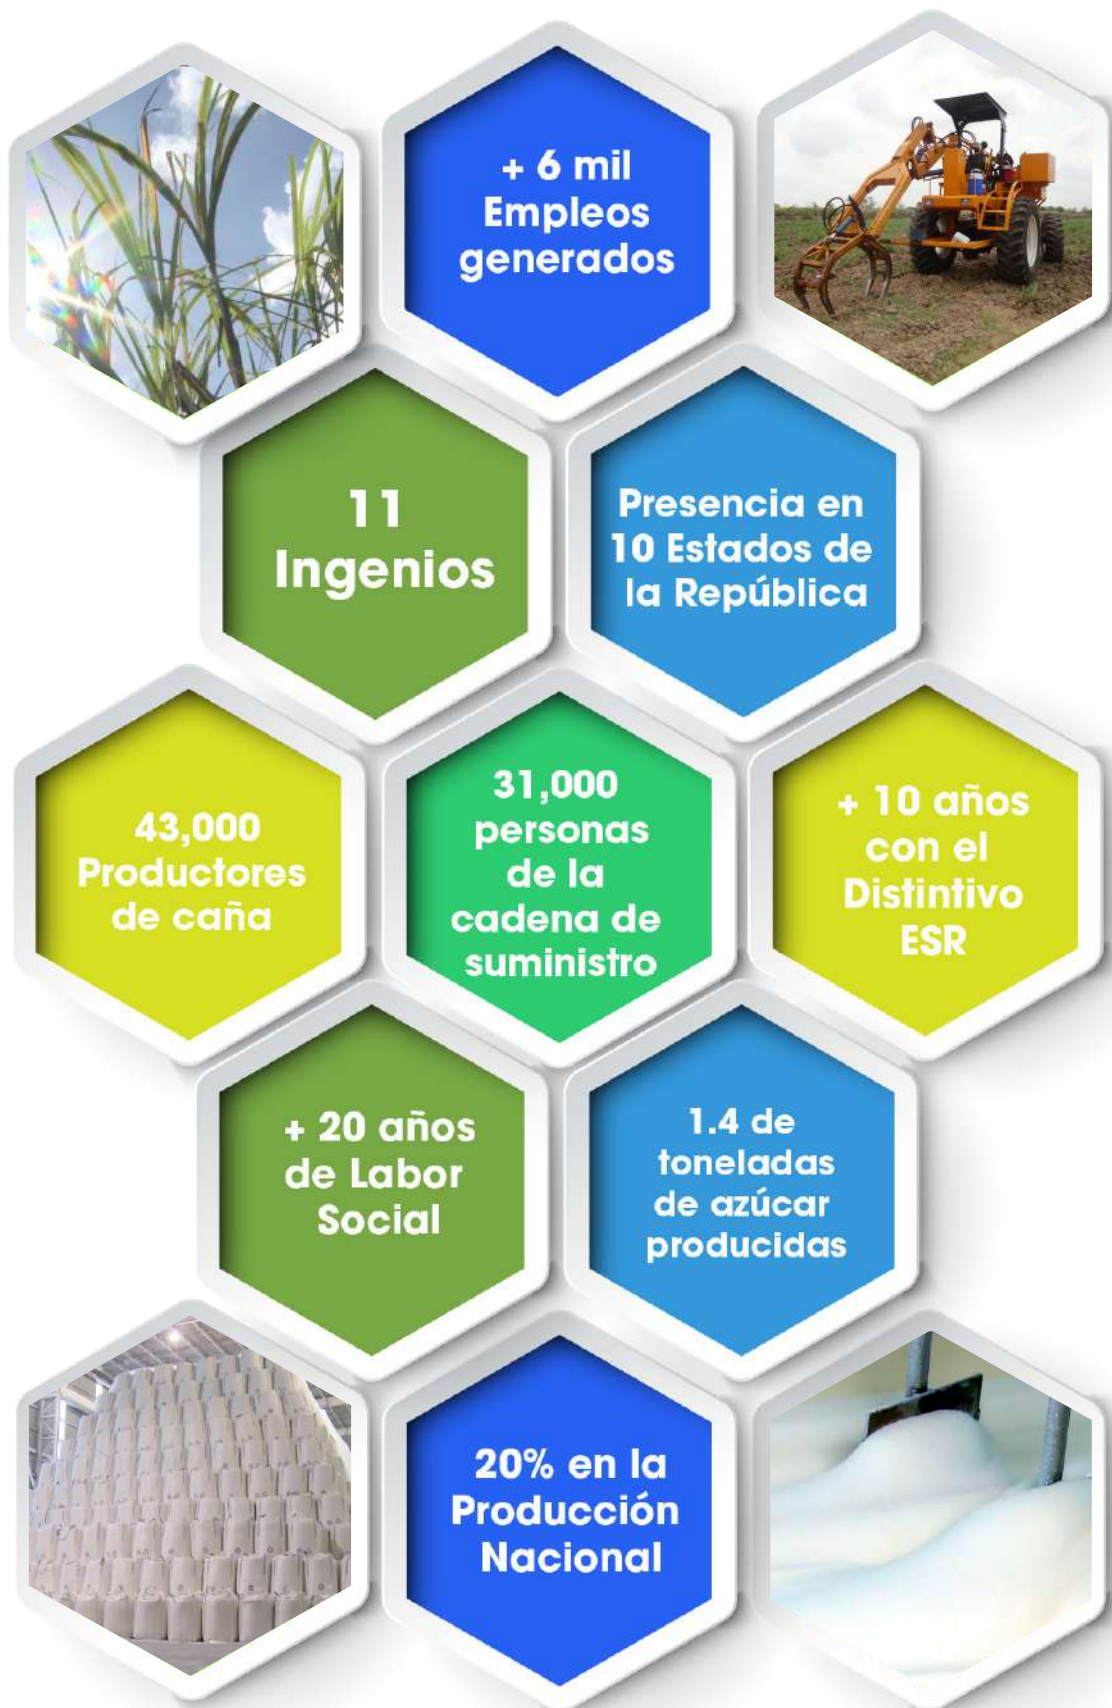 + 6 mil
Empleos
generados
11
Ingenios
Presencia en
10 Estados de
la República
43,000
Productores
de caña
31,000
personas
de la
cadena de
suministro
+ 10 años
con el
Distintivo
ESR
+ 20 años
de Labor
Social
1.4 de
toneladas
de azúcar
producidas
20% en la
Producción
Nacional